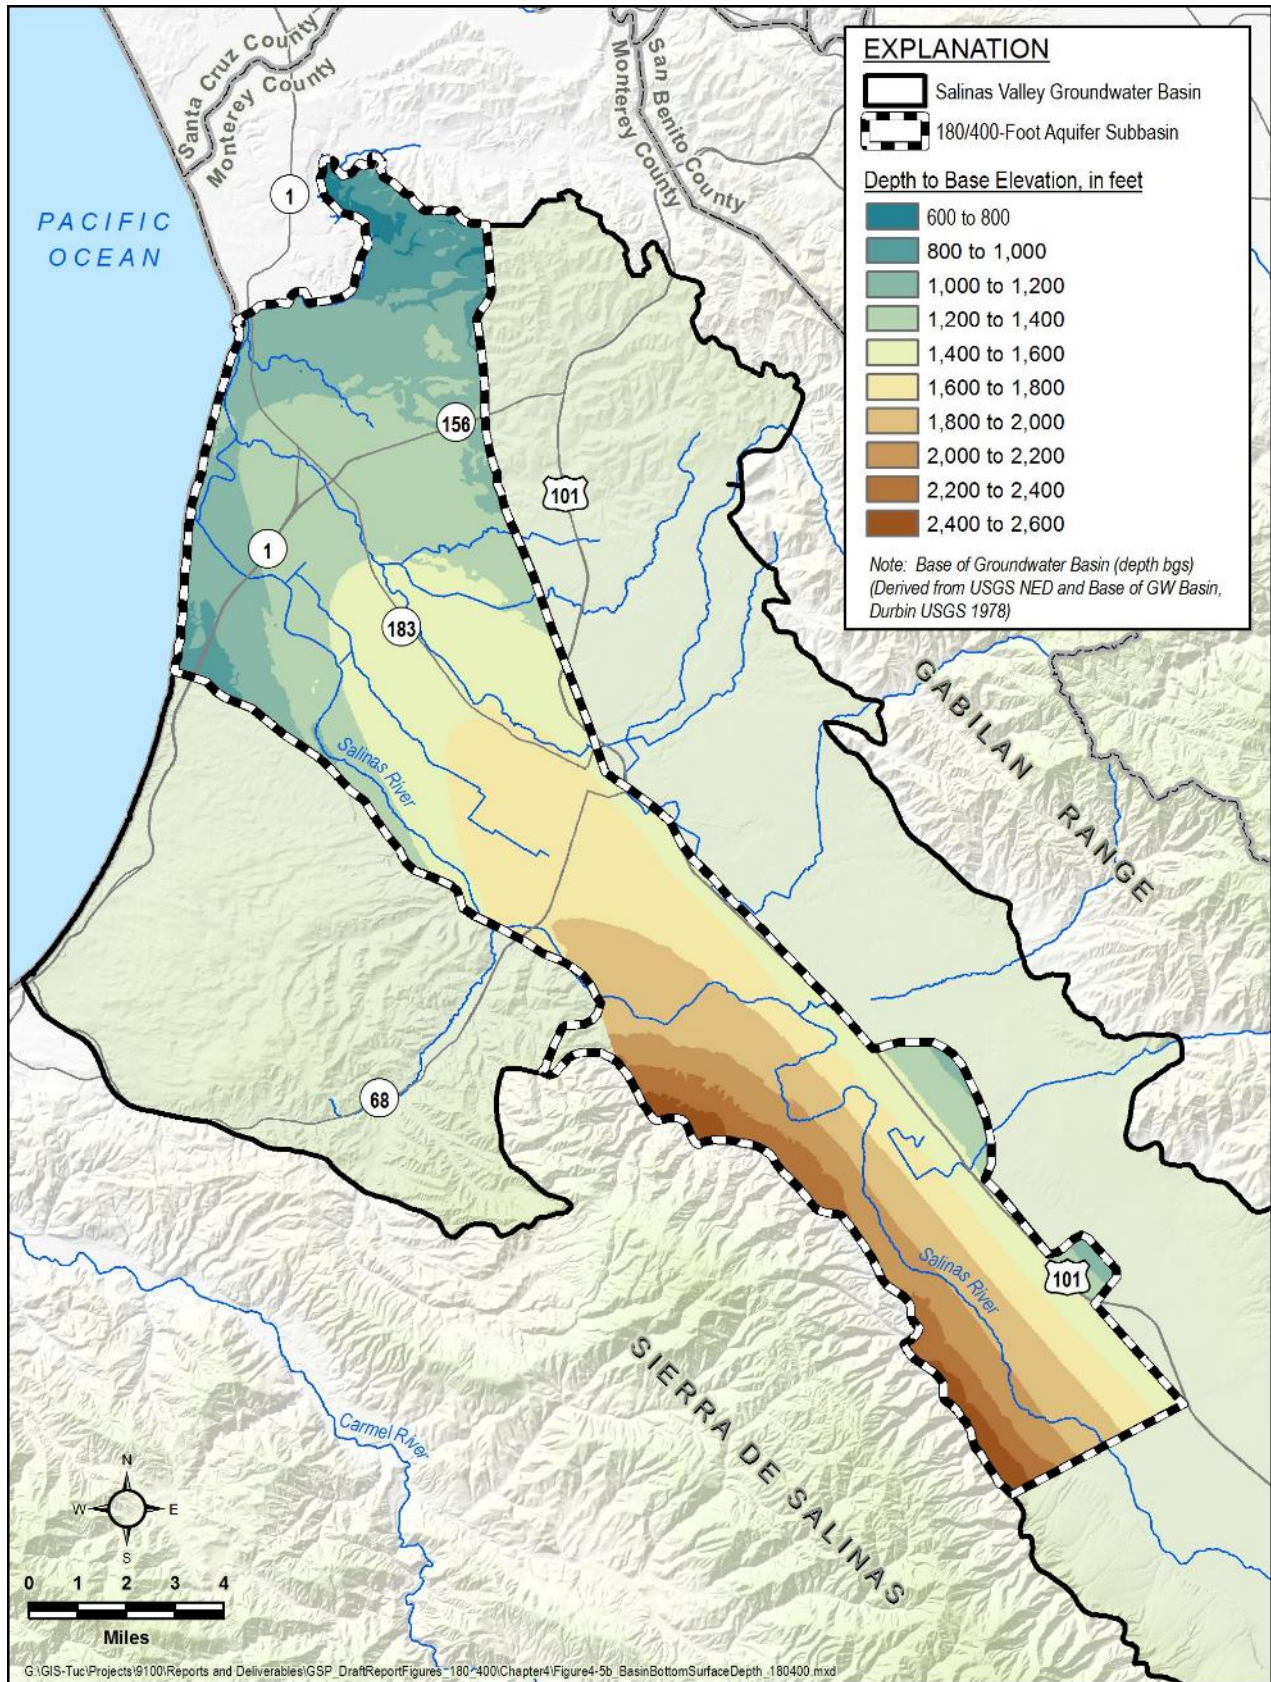 EXPLANATION
Salinas Valley Groundwater Basin
180/400-Foot Aquifer Subbasin
Depth to Base Elevation, in feet
600 to 800
800 to 1,000
1,000 to 1,200
1,200 to 1,400
1,400 to 1,600
1,600 to 1,800
1,800 to 2,000
2,000 to 2,200
2,200 to 2,400
2,400 to 2,600
Note: Base of Groundwater Basin (depth bgs)
(Derived from USGS NED and Base of GW Basin,
Durbin USGS 1978)
Santa Cruz County
Monterey County
Monterey County
San Benito County
PACIFIC
OCEAN
1
156
101
1
183
Salinas River
GABILAN RANGE
68
101
Salinas River
SIERRA DE SALINAS
Carmel River
N
W
E
S
0 1 2 3 4
Miles
G:\GIS-Tuc\Projects\9100\Reports and Deliverables\GSP_DraftReportFigures_180_400\Chapter4\Figure4-5b_BasinBottomSurfaceDepth_180400.mxd